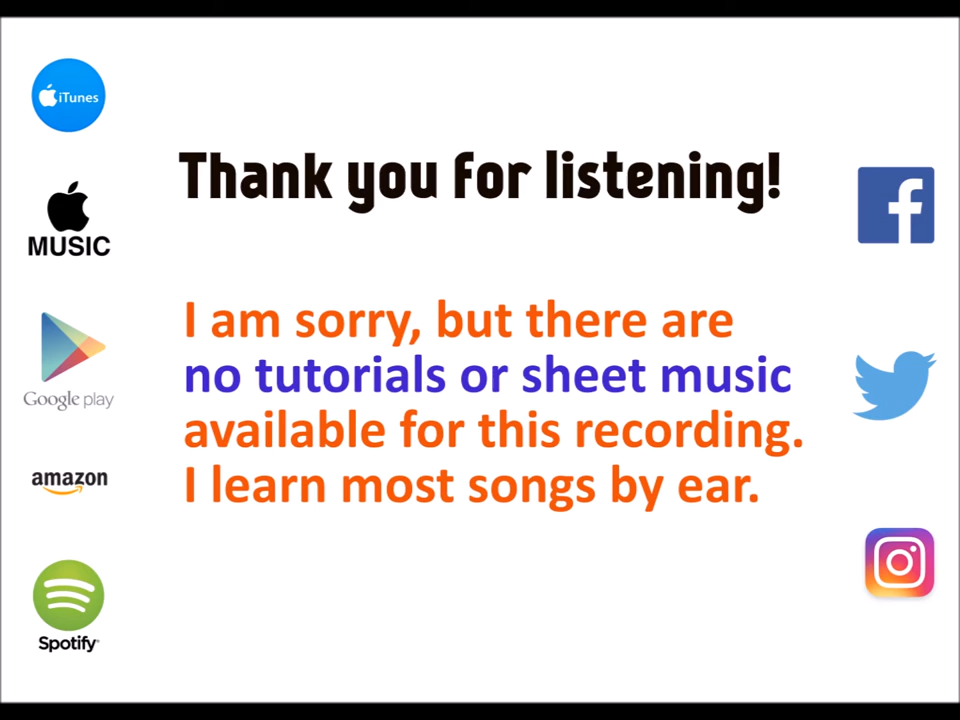 iTunes
MUSIC
Google play
amazon
Spotify
Thank you for listening!
I am sorry, but there are
no tutorials or sheet music
available for this recording.
I learn most songs by ear.